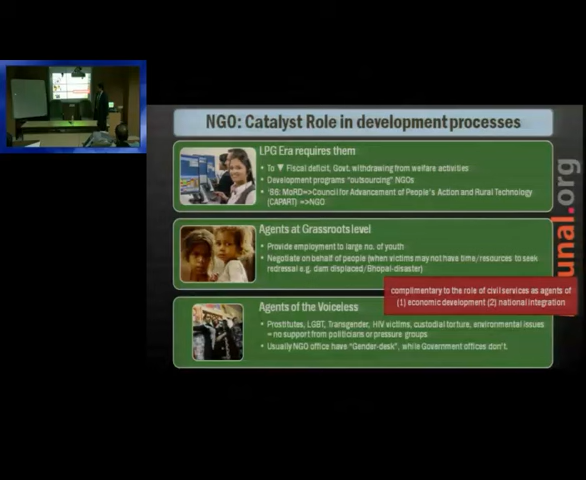 NGO: Catalyst Role in development processes
LPG Era requires them
• To ▼ Fiscal deficit, Govt. withdrawing from welfare activities
• Development programs "outsourcing" NGOs
• '86: MoRD=>Council for Advancement of People's Action and Rural Technology
(CAPART) =>NGO
Agents at Grassroots level
• Provide employment to large no. of youth
• Negotiate on behalf of people (when victims may not have time/resources to seek
redressal e.g. dam displaced/Bhopal-disaster)
complimentary to the role of civil services as agents of
(1) economic development (2) national integration
Agents of the Voiceless
• Prostitutes, LGBT, Transgender, HIV victims, custodial torture, environmental issues
= no support from politicians or pressure groups
• Usually NGO office have "Gender-desk", while Government offices don't.
unal.org